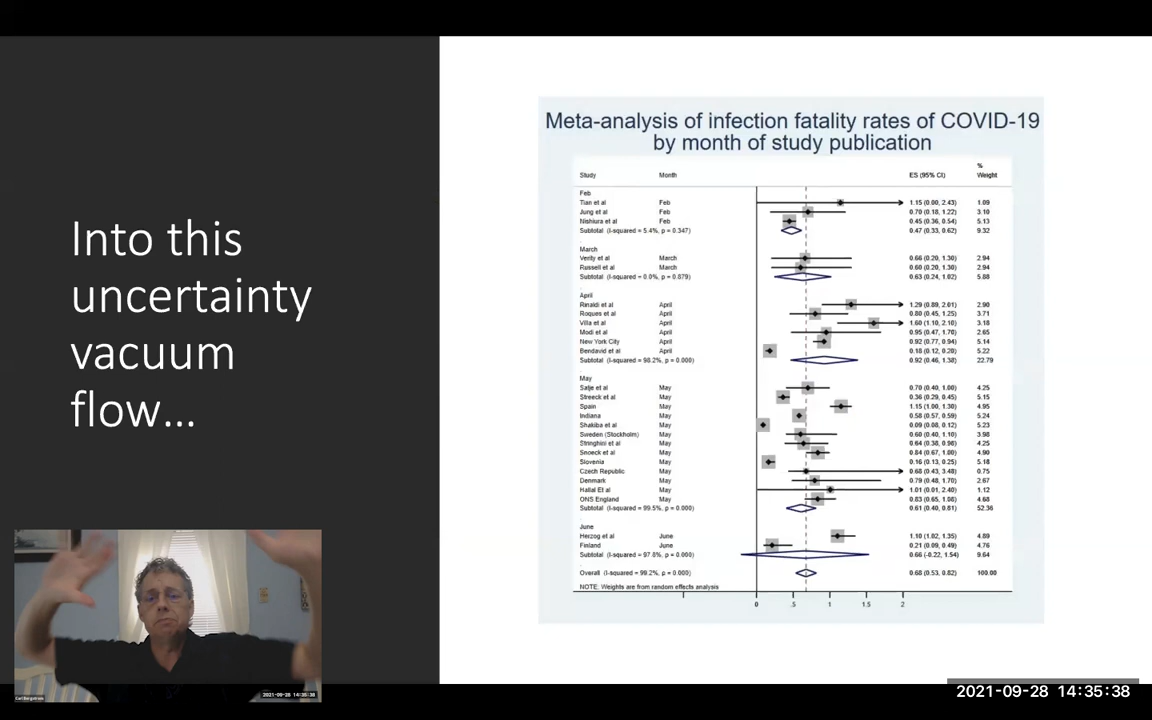 Into this
uncertainty
vacuum
flow...
Meta-analysis of infection fatality rates of COVID-19
by month of study publication
%
Study Month ES (95% CI) Weight
Feb
Tian et al Feb 1.15 (0.00, 2.43) 1.09
Jung et al Feb 0.70 (0.18, 1.22) 3.10
Nishiura et al Feb 0.45 (0.36, 0.54) 5.13
Subtotal (I-squared = 5.4%, p = 0.347) 0.47 (0.33, 0.62) 9.32
March
Verity et al March 0.66 (0.20, 1.30) 2.94
Russell et al March 0.60 (0.20, 1.30) 2.94
Subtotal (I-squared = 0.0%, p = 0.879) 0.63 (0.24, 1.02) 5.88
April
Rinaldi et al April 1.29 (0.89, 2.01) 2.90
Roques et al April 0.80 (0.45, 1.25) 3.71
Villa et al April 1.60 (1.10, 2.10) 3.18
Modi et al April 0.95 (0.47, 1.70) 2.65
New York City April 0.92 (0.77, 0.94) 5.14
Bendavid et al April 0.18 (0.12, 0.20) 5.22
Subtotal (I-squared = 98.2%, p = 0.000) 0.92 (0.46, 1.38) 22.79
May
Salje et al May 0.70 (0.40, 1.00) 4.25
Streeck et al May 0.36 (0.29, 0.45) 5.15
Spain May 1.15 (1.00, 1.30) 4.95
Indiana May 0.58 (0.57, 0.59) 5.24
Shakiba et al May 0.09 (0.08, 0.12) 5.23
Sweden (Stockholm) May 0.60 (0.40, 1.10) 3.98
Stringhini et al May 0.64 (0.38, 0.98) 4.25
Snoeck et al May 0.84 (0.67, 1.00) 4.90
Slovenia May 0.16 (0.13, 0.25) 5.18
Czech Republic May 0.68 (0.43, 3.48) 0.75
Denmark May 0.79 (0.48, 1.70) 2.67
Hallal Et al May 1.01 (0.01, 2.40) 1.12
ONS England May 0.83 (0.65, 1.08) 4.68
Subtotal (I-squared = 99.5%, p = 0.000) 0.61 (0.40, 0.81) 52.36
June
Herzog et al June 1.10 (1.02, 1.35) 4.89
Finland June 0.21 (0.09, 0.49) 4.76
Subtotal (I-squared = 97.8%, p = 0.000) 0.66 (-0.22, 1.54) 9.64
Overall (I-squared = 99.2%, p = 0.000) 0.68 (0.53, 0.82) 100.00
NOTE: Weights are from random effects analysis
0 .5 1 1.5 2
Carl Bergstrom
2021-09-28 14:35:38
2021-09-28 14:35:38